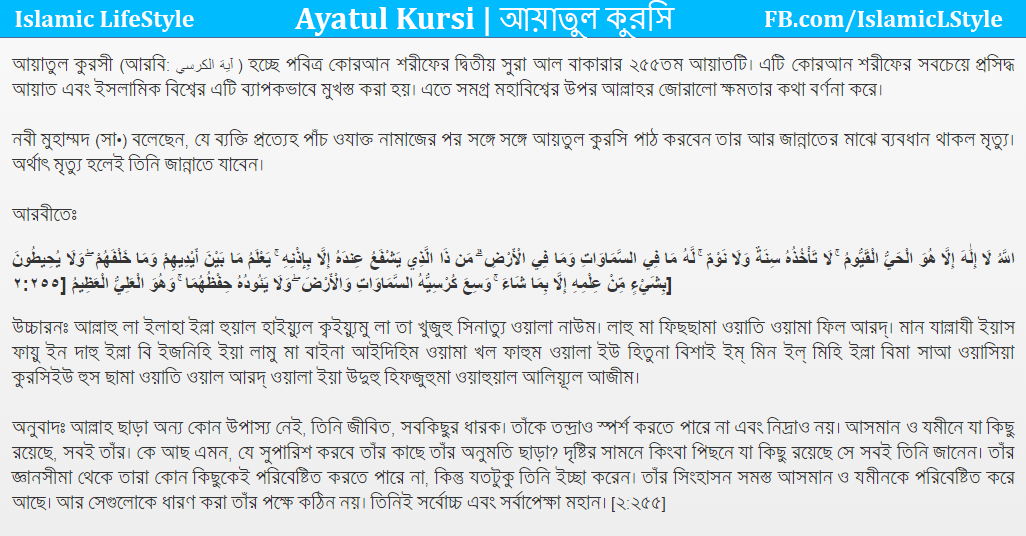 Islamic LifeStyle
Ayatul Kursi | আয়াতুল কুরসি
FB.com/IslamicLStyle
আয়াতুল কুরসী (আরবি: آية الكرسي ) হচ্ছে পবিত্র কোরআন শরীফের দ্বিতীয় সুরা আল বাকারার ২৫৫তম আয়াতটি। এটি কোরআন শরীফের সবচেয়ে প্রসিদ্ধ
আয়াত এবং ইসলামিক বিশ্বের এটি ব্যাপকভাবে মুখস্ত করা হয়। এতে সমগ্র মহাবিশ্বের উপর আল্লাহর জোরালো ক্ষমতার কথা বর্ণনা করে।
নবী মুহাম্মদ (সা•) বলেছেন, যে ব্যক্তি প্রত্যেহ পাঁচ ওযাক্ত নামাজের পর সঙ্গে সঙ্গে আয়তুল কুরসি পাঠ করবেন তার আর জান্নাতের মাঝে ব্যবধান থাকল মৃত্যু।
অর্থাৎ মৃত্যু হলেই তিনি জান্নাতে যাবেন।
আরবীতেঃ
اللَّهُ لَا إِلَٰهَ إِلَّا هُوَ الْحَيُّ الْقَيُّومُ ۚ لَا تَأْخُذُهُ سِنَةٌ وَلَا نَوْمٌ ۚ لَّهُ مَا فِي السَّمَاوَاتِ وَمَا فِي الْأَرْضِ ۗ مَن ذَا الَّذِي يَشْفَعُ عِندَهُ إِلَّا بِإِذْنِهِ ۚ يَعْلَمُ مَا بَيْنَ أَيْدِيهِمْ وَمَا خَلْفَهُمْ ۖ وَلَا يُحِيطُونَ
بِشَيْءٍ مِّنْ عِلْمِهِ إِلَّا بِمَا شَاءَ ۚ وَسِعَ كُرْسِيُّهُ السَّمَاوَاتِ وَالْأَرْضَ ۖ وَلَا يَئُودُهُ حِفْظُهُمَا ۚ وَهُوَ الْعَلِيُّ الْعَظِيمُ [٢:٢٥٥]
উচ্চারনঃ আল্লাহু লা ইলাহা ইল্লা হুয়াল হাইয়্যুল ক্বইয়্যুমু লা তা খুজুহু সিনাত্যু ওয়ালা নাউম। লাহু মা ফিছছামা ওয়াতি ওয়ামা ফিল আরদ্। মান যাল্লাযী ইয়াস
ফায়ু ইন দাহু ইল্লা বি ইজনিহি ইয়া লামু মা বাইনা আইদিহিম ওয়ামা খল ফাহুম ওয়ালা ইউ হিতুনা বিশাই ইম্ মিন ইল্ মিহি ইল্লা বিমা সাআ ওয়াসিয়া
কুরসিইউ হুস ছামা ওয়াতি ওয়াল আরদ্ ওয়ালা ইয়া উদুহু হিফজুহুমা ওয়াহুয়াল আলিয়্যূল আজীম।
অনুবাদঃ আল্লাহ ছাড়া অন্য কোন উপাস্য নেই, তিনি জীবিত, সবকিছুর ধারক। তাঁকে তন্দ্রাও স্পর্শ করতে পারে না এবং নিদ্রাও নয়। আসমান ও যমীনে যা কিছু
রয়েছে, সবই তাঁর। কে আছ এমন, যে সুপারিশ করবে তাঁর কাছে তাঁর অনুমতি ছাড়া? দৃষ্টির সামনে কিংবা পিছনে যা কিছু রয়েছে সে সবই তিনি জানেন। তাঁর
জ্ঞানসীমা থেকে তারা কোন কিছুকেই পরিবেষ্টিত করতে পারে না, কিন্তু যতটুকু তিনি ইচ্ছা করেন। তাঁর সিংহাসন সমস্ত আসমান ও যমীনকে পরিবেষ্টিত করে
আছে। আর সেগুলোকে ধারণ করা তাঁর পক্ষে কঠিন নয়। তিনিই সর্বোচ্চ এবং সর্বাপেক্ষা মহান। [২:২৫৫]